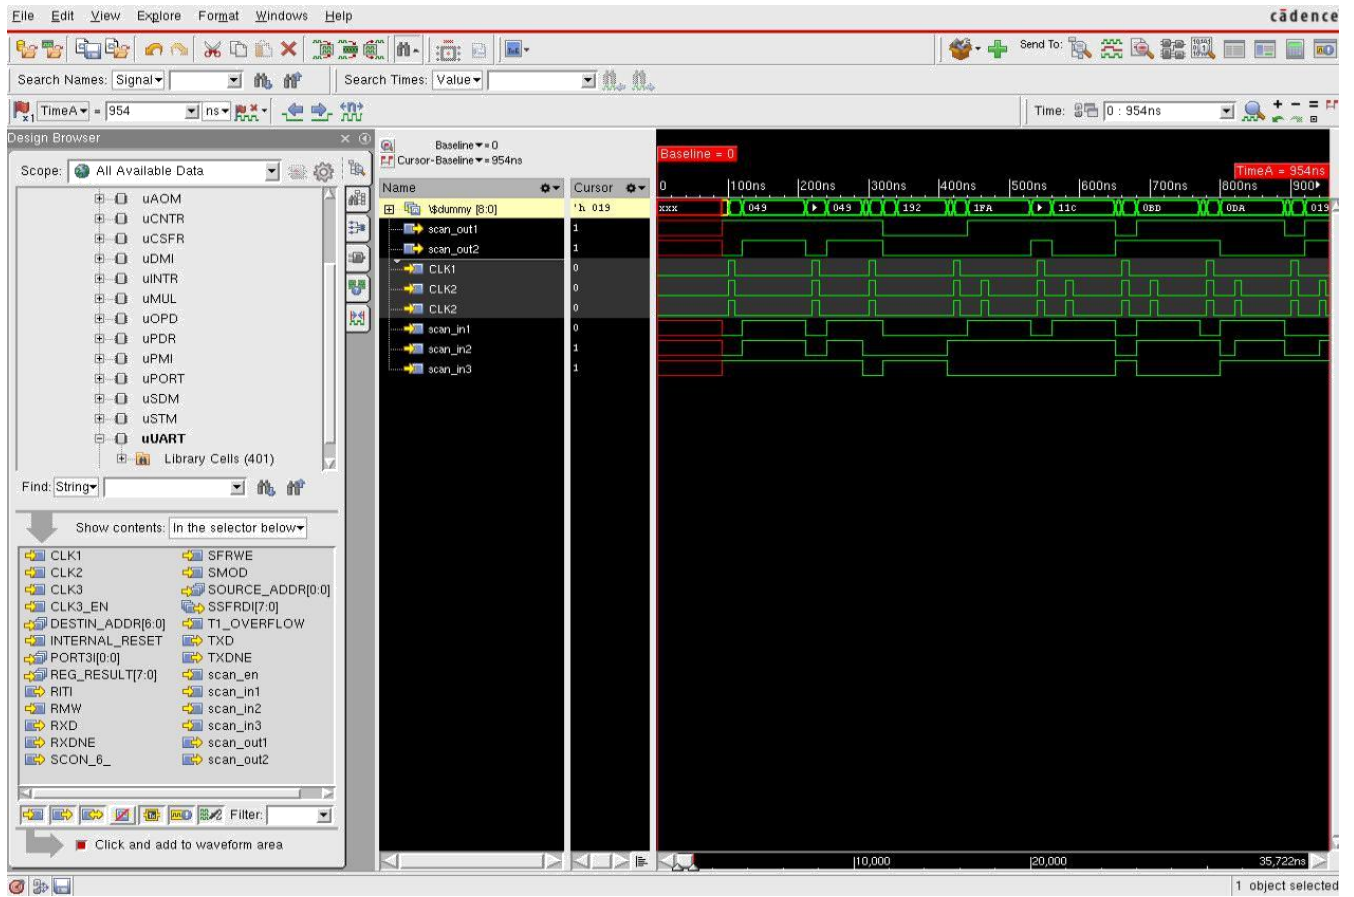 File Edit View Explore Format Windows Help cādence
Send To:
Search Names: Signal Search Times: Value
TimeA = 954 ns Time: 0 : 954ns
Design Browser
Scope: All Available Data
uAOM
uCNTR
uCSFR
uDMI
uINTR
uMUL
uOPD
uPDR
uPMI
uPORT
uSDM
uSTM
uUART
Library Cells (401)
Find: String
Show contents: In the selector below
CLK1 SFRWE
CLK2 SMOD
CLK3 SOURCE_ADDR[0:0]
CLK3_EN SSFRDI[7:0]
DESTIN_ADDR[6:0] T1_OVERFLOW
INTERNAL_RESET TXD
PORT3I[0:0] TXDNE
REG_RESULT[7:0] scan_en
RITI scan_in1
RMW scan_in2
RXD scan_in3
RXDNE scan_out1
SCON_6_ scan_out2
Filter:
Click and add to waveform area
Baseline = 0
Cursor-Baseline = 954ns
Name Cursor
\$dummy [8:0] 'h 019
scan_out1 1
scan_out2 1
CLK1 0
CLK2 0
CLK2 0
scan_in1 0
scan_in2 1
scan_in3 1
Baseline = 0
TimeA = 954ns
0 100ns 200ns 300ns 400ns 500ns 600ns 700ns 800ns 900
xxx 049 049 192 1FA 11C 0BD 0DA 019
10,000 20,000 35,722ns
1 object selected